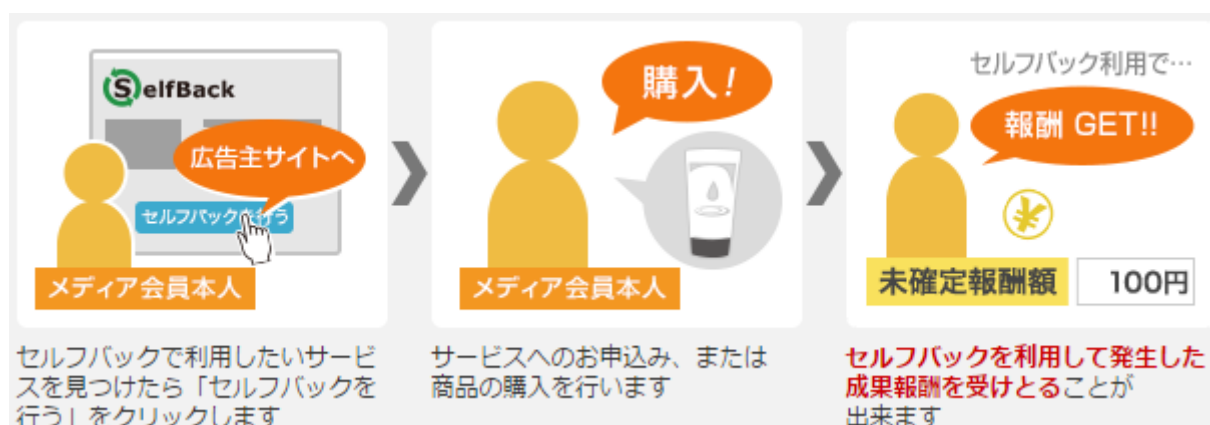 SelfBack
広告主サイトへ
セルフバックを行う
メディア会員本人
セルフバックで利用したいサービ
スを見つけたら「セルフバックを
行う」をクリックします
購入!
メディア会員本人
サービスへのお申込み、または
商品の購入を行います
セルフバック利用で…
報酬 GET!!
¥
未確定報酬額 100円
セルフバックを利用して発生した
成果報酬を受けとることが
出来ます